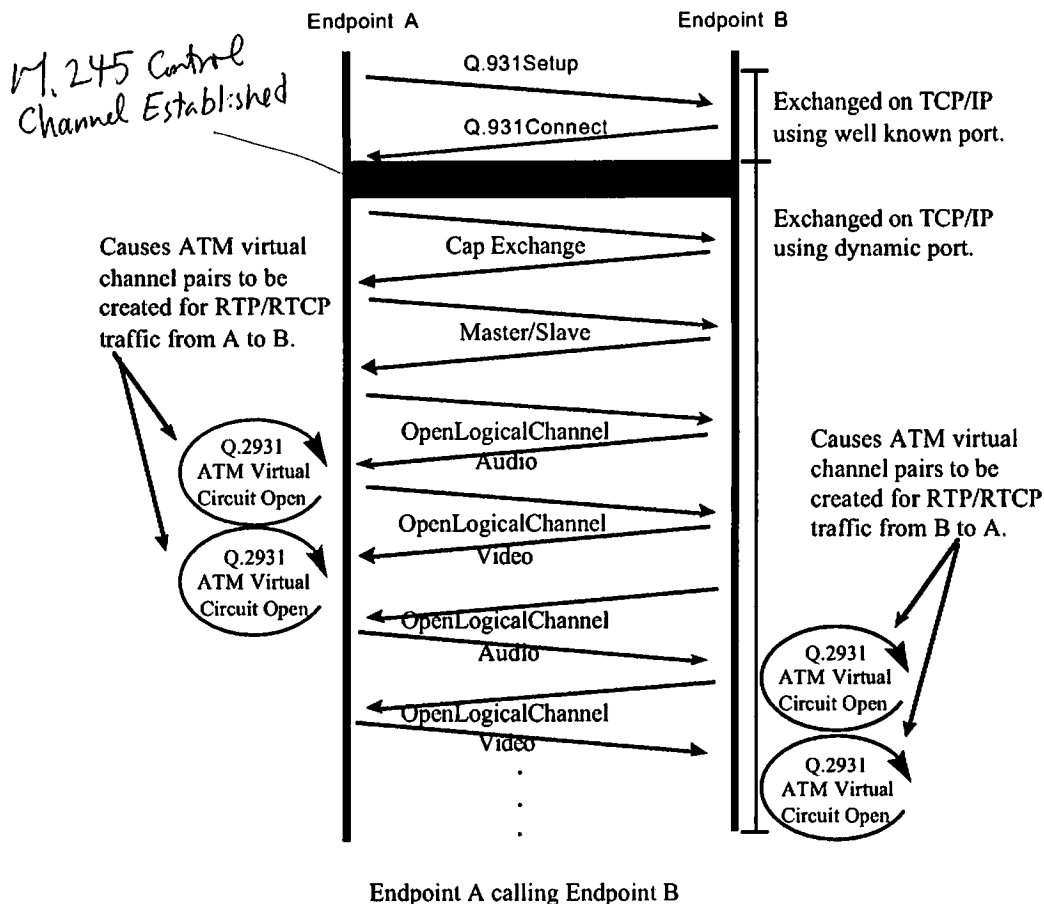 Endpoint A
Endpoint B
H.245 Control
Channel Established
Q.931Setup
Q.931Connect
Exchanged on TCP/IP
using well known port.
Exchanged on TCP/IP
using dynamic port.
Cap Exchange
Causes ATM virtual
channel pairs to be
created for RTP/RTCP
traffic from A to B.
Master/Slave
OpenLogicalChannel
Audio
Q.2931
ATM Virtual
Circuit Open
OpenLogicalChannel
Video
Q.2931
ATM Virtual
Circuit Open
Causes ATM virtual
channel pairs to be
created for RTP/RTCP
traffic from B to A.
OpenLogicalChannel
Audio
Q.2931
ATM Virtual
Circuit Open
OpenLogicalChannel
Video
Q.2931
ATM Virtual
Circuit Open
Endpoint A calling Endpoint B